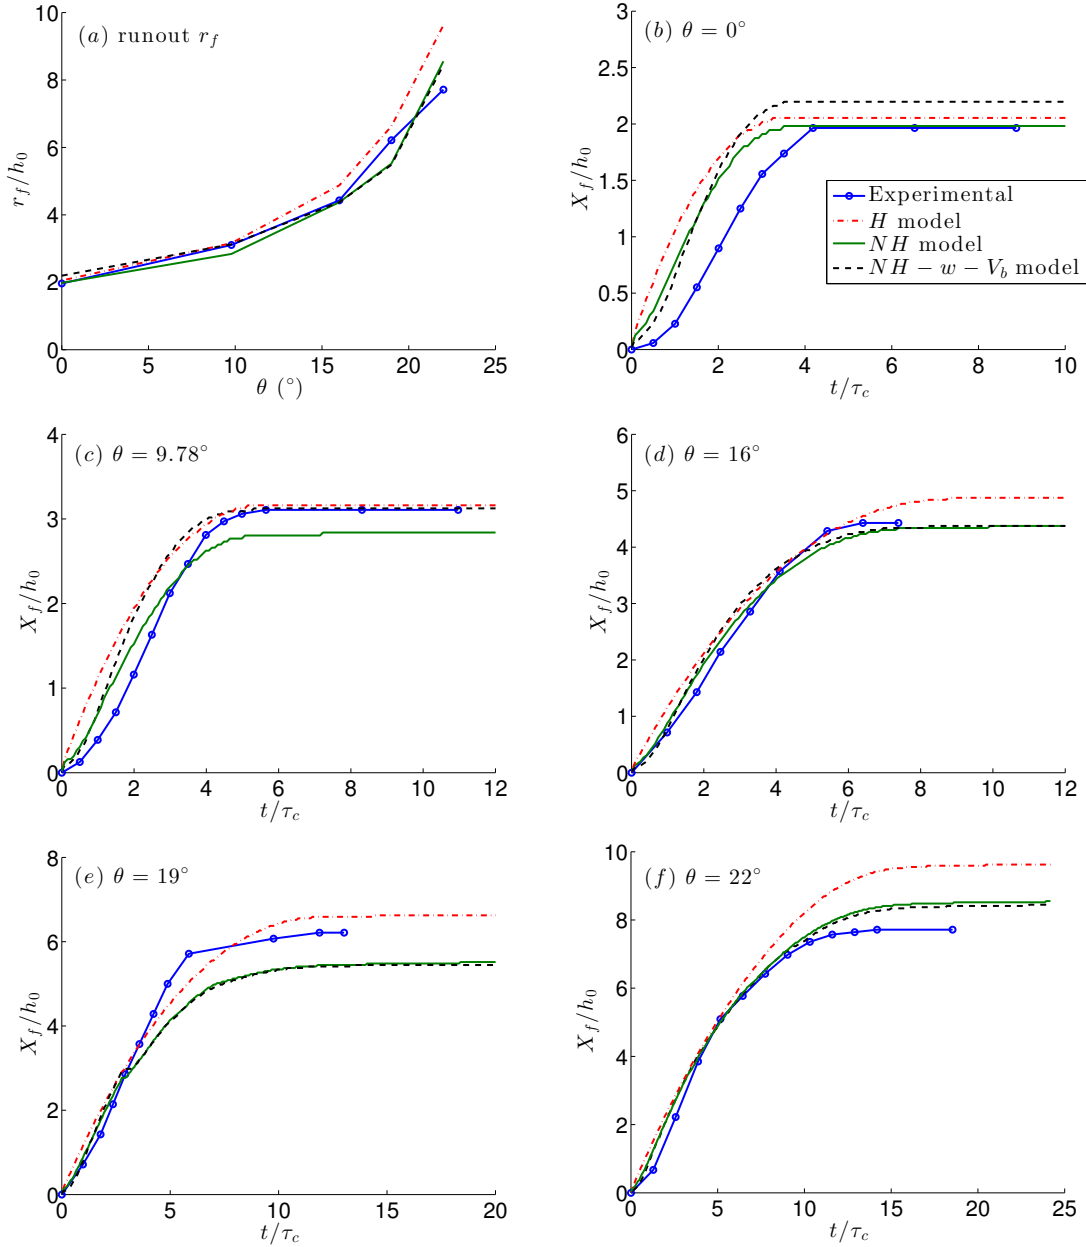 (a) runout r_f
10
8
6
4
2
0
r_f/h_0
0 5 10 15 20 25
θ (°)
(b) θ = 0°
3
2.5
2
1.5
1
0.5
0
X_f/h_0
Experimental
H model
NH model
NH − w − V_b model
0 2 4 6 8 10
t/τ_c
(c) θ = 9.78°
4
3
2
1
0
X_f/h_0
0 2 4 6 8 10 12
t/τ_c
(d) θ = 16°
6
5
4
3
2
1
0
X_f/h_0
0 2 4 6 8 10 12
t/τ_c
(e) θ = 19°
8
6
4
2
0
X_f/h_0
0 5 10 15 20
t/τ_c
(f) θ = 22°
10
8
6
4
2
0
X_f/h_0
0 5 10 15 20 25
t/τ_c